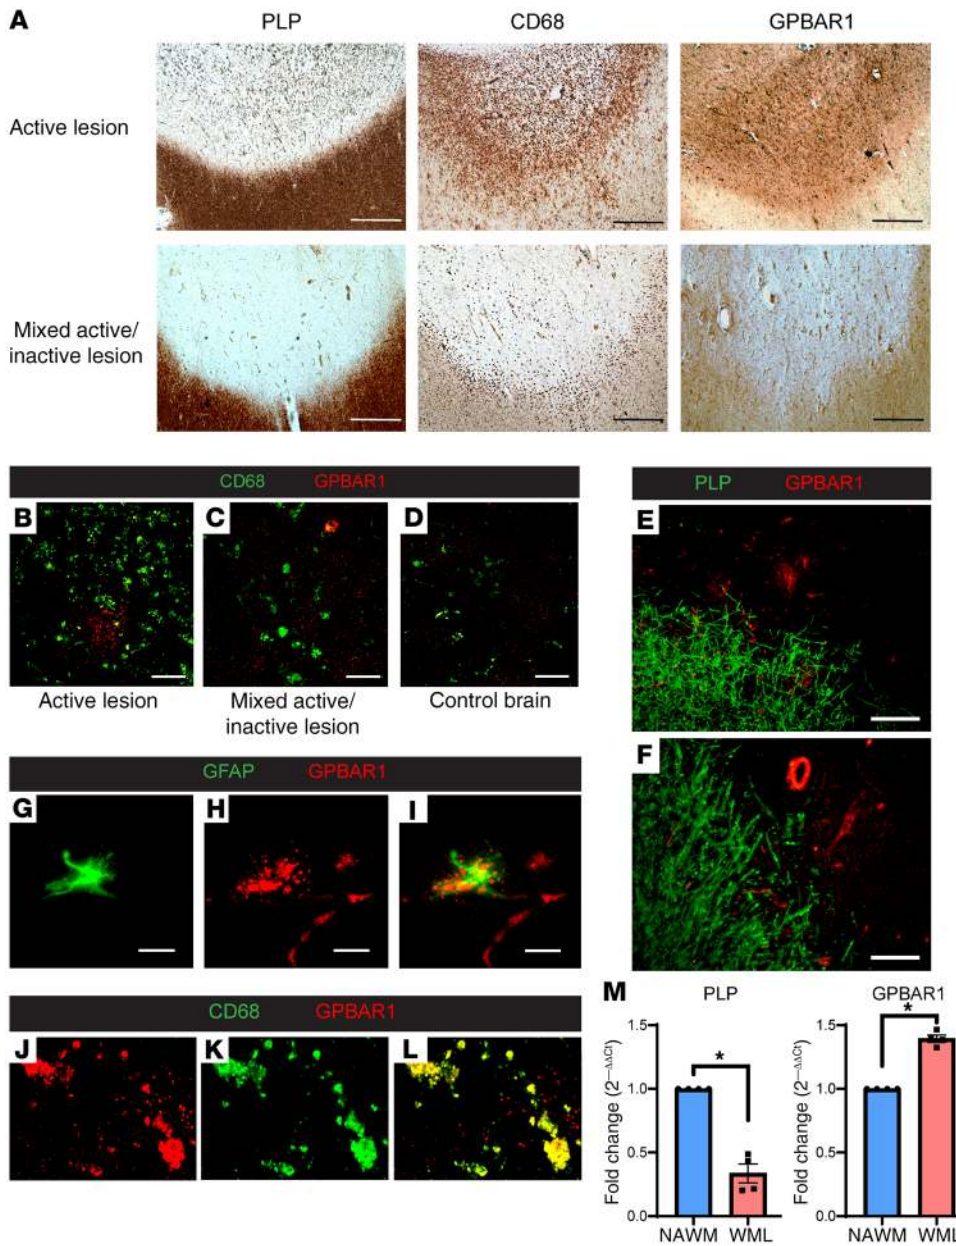 A
PLP CD68 GPBAR1
Active lesion
Mixed active/
inactive lesion
CD68 GPBAR1
B C D
Active lesion Mixed active/
inactive lesion Control brain
PLP GPBAR1
E
F
GFAP GPBAR1
G H I
CD68 GPBAR1
J K L
M
PLP GPBAR1
* *
Fold change (2^−ΔΔCt) Fold change (2^−ΔΔCt)
1.5 1.5
1.0 1.0
0.5 0.5
0.0 0.0
NAWM WML NAWM WML